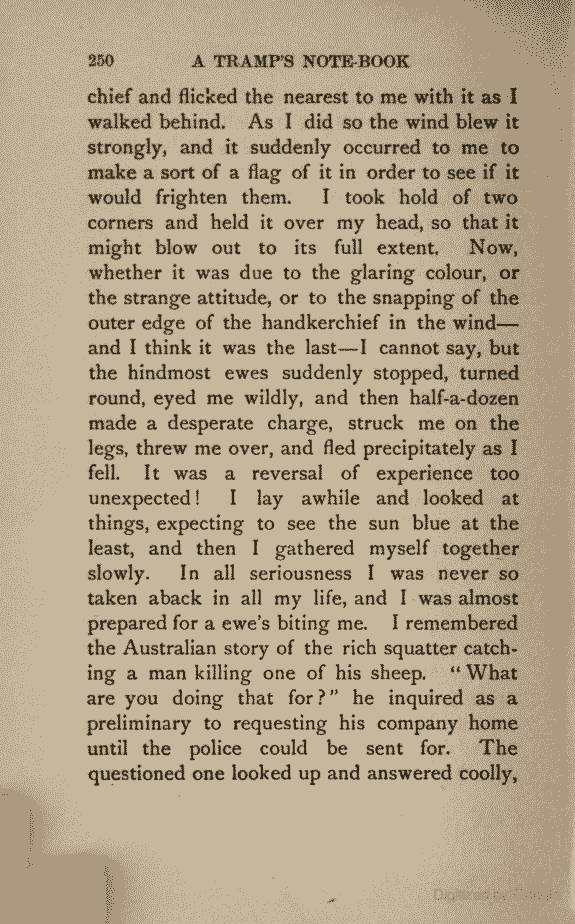 250 A TRAMP'S NOTE-BOOK
chief and flicked the nearest to me with it as I
walked behind. As I did so the wind blew it
strongly, and it suddenly occurred to me to
make a sort of a flag of it in order to see if it
would frighten them. I took hold of two
corners and held it over my head, so that it
might blow out to its full extent. Now,
whether it was due to the glaring colour, or
the strange attitude, or to the snapping of the
outer edge of the handkerchief in the wind—
and I think it was the last—I cannot say, but
the hindmost ewes suddenly stopped, turned
round, eyed me wildly, and then half-a-dozen
made a desperate charge, struck me on the
legs, threw me over, and fled precipitately as I
fell. It was a reversal of experience too
unexpected! I lay awhile and looked at
things, expecting to see the sun blue at the
least, and then I gathered myself together
slowly. In all seriousness I was never so
taken aback in all my life, and I was almost
prepared for a ewe's biting me. I remembered
the Australian story of the rich squatter catch-
ing a man killing one of his sheep. "What
are you doing that for?" he inquired as a
preliminary to requesting his company home
until the police could be sent for. The
questioned one looked up and answered coolly,
Digitized by